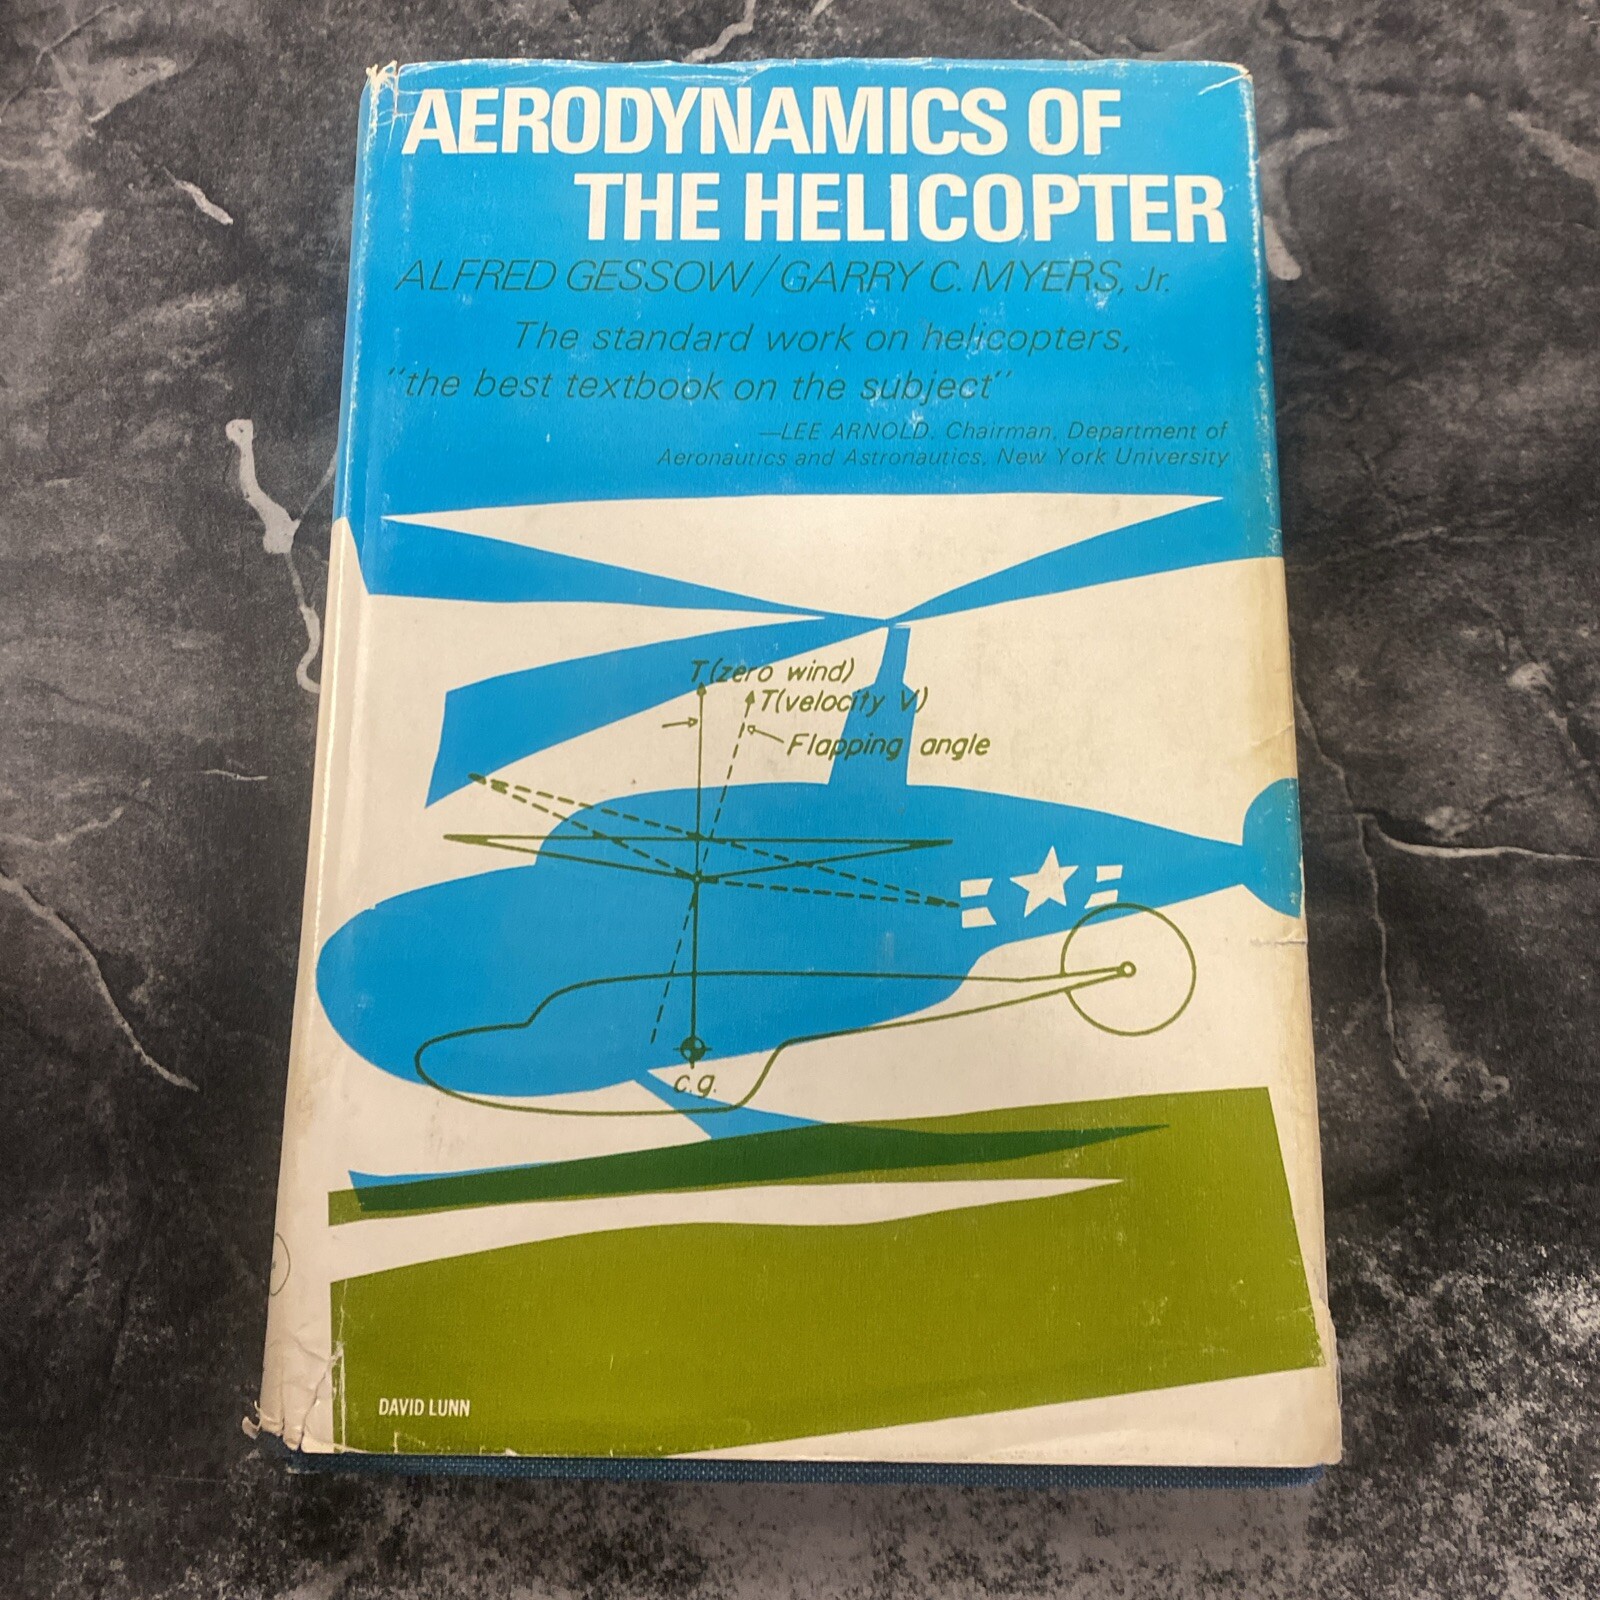 AERODYNAMICS OF
THE HELICOPTER
ALFRED GESSOW/GARRY C. MYERS, Jr.
The standard work on helicopters,
"the best textbook on the subject"
—LEE ARNOLD. Chairman, Department of
Aeronautics and Astronautics, New York University
T (zero wind)
T(velocity V)
Flapping angle
c.g.
DAVID LUNN